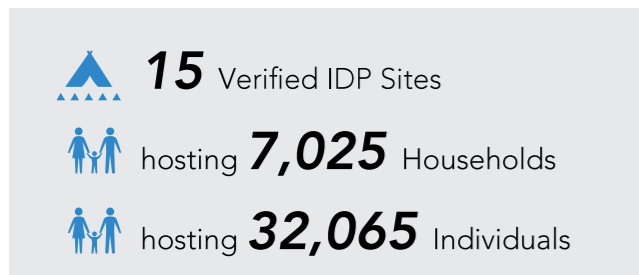 15 Verified IDP Sites
hosting 7,025 Households
hosting 32,065 Individuals